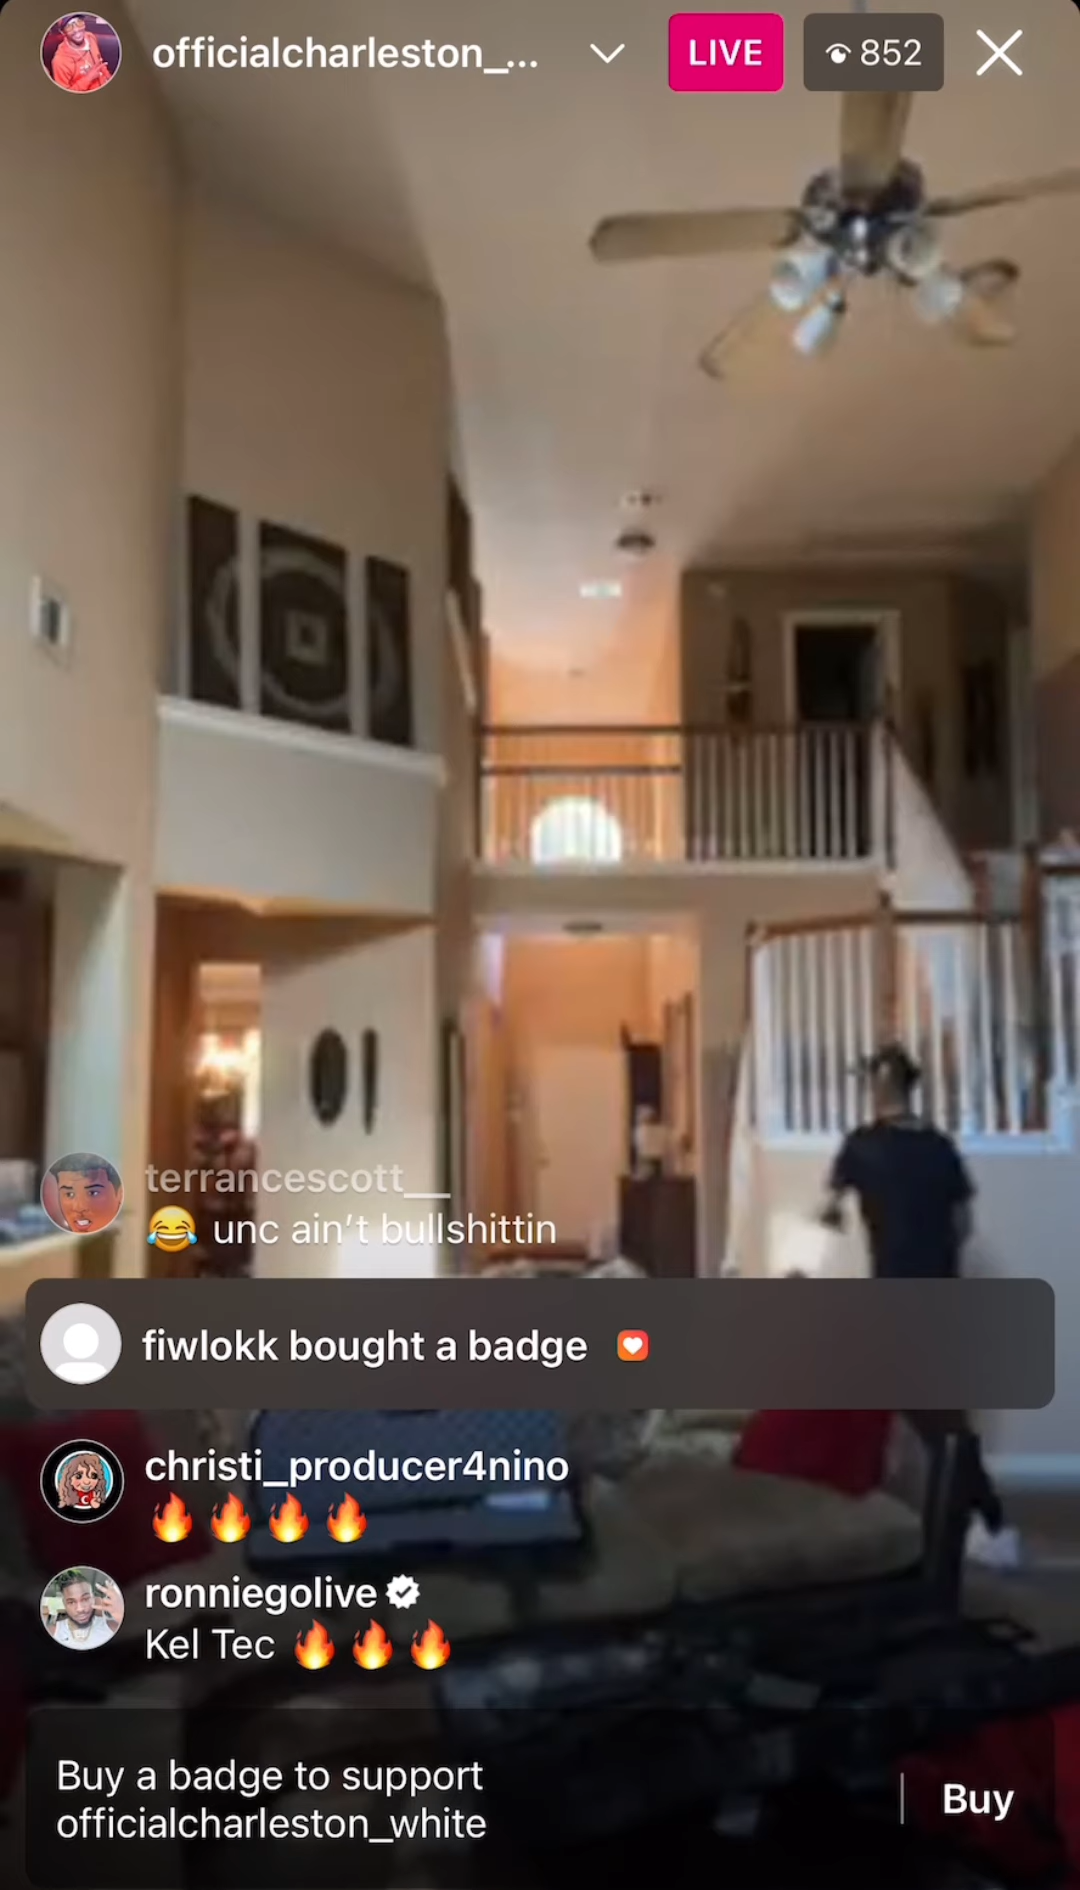 officialcharleston_...
LIVE
852
terrancescott__
😂 unc ain't bullshittin
fiwlokk bought a badge
christi_producer4nino
🔥 🔥 🔥 🔥
ronniegolive
Kel Tec 🔥 🔥 🔥
Buy a badge to support
officialcharleston_white
Buy